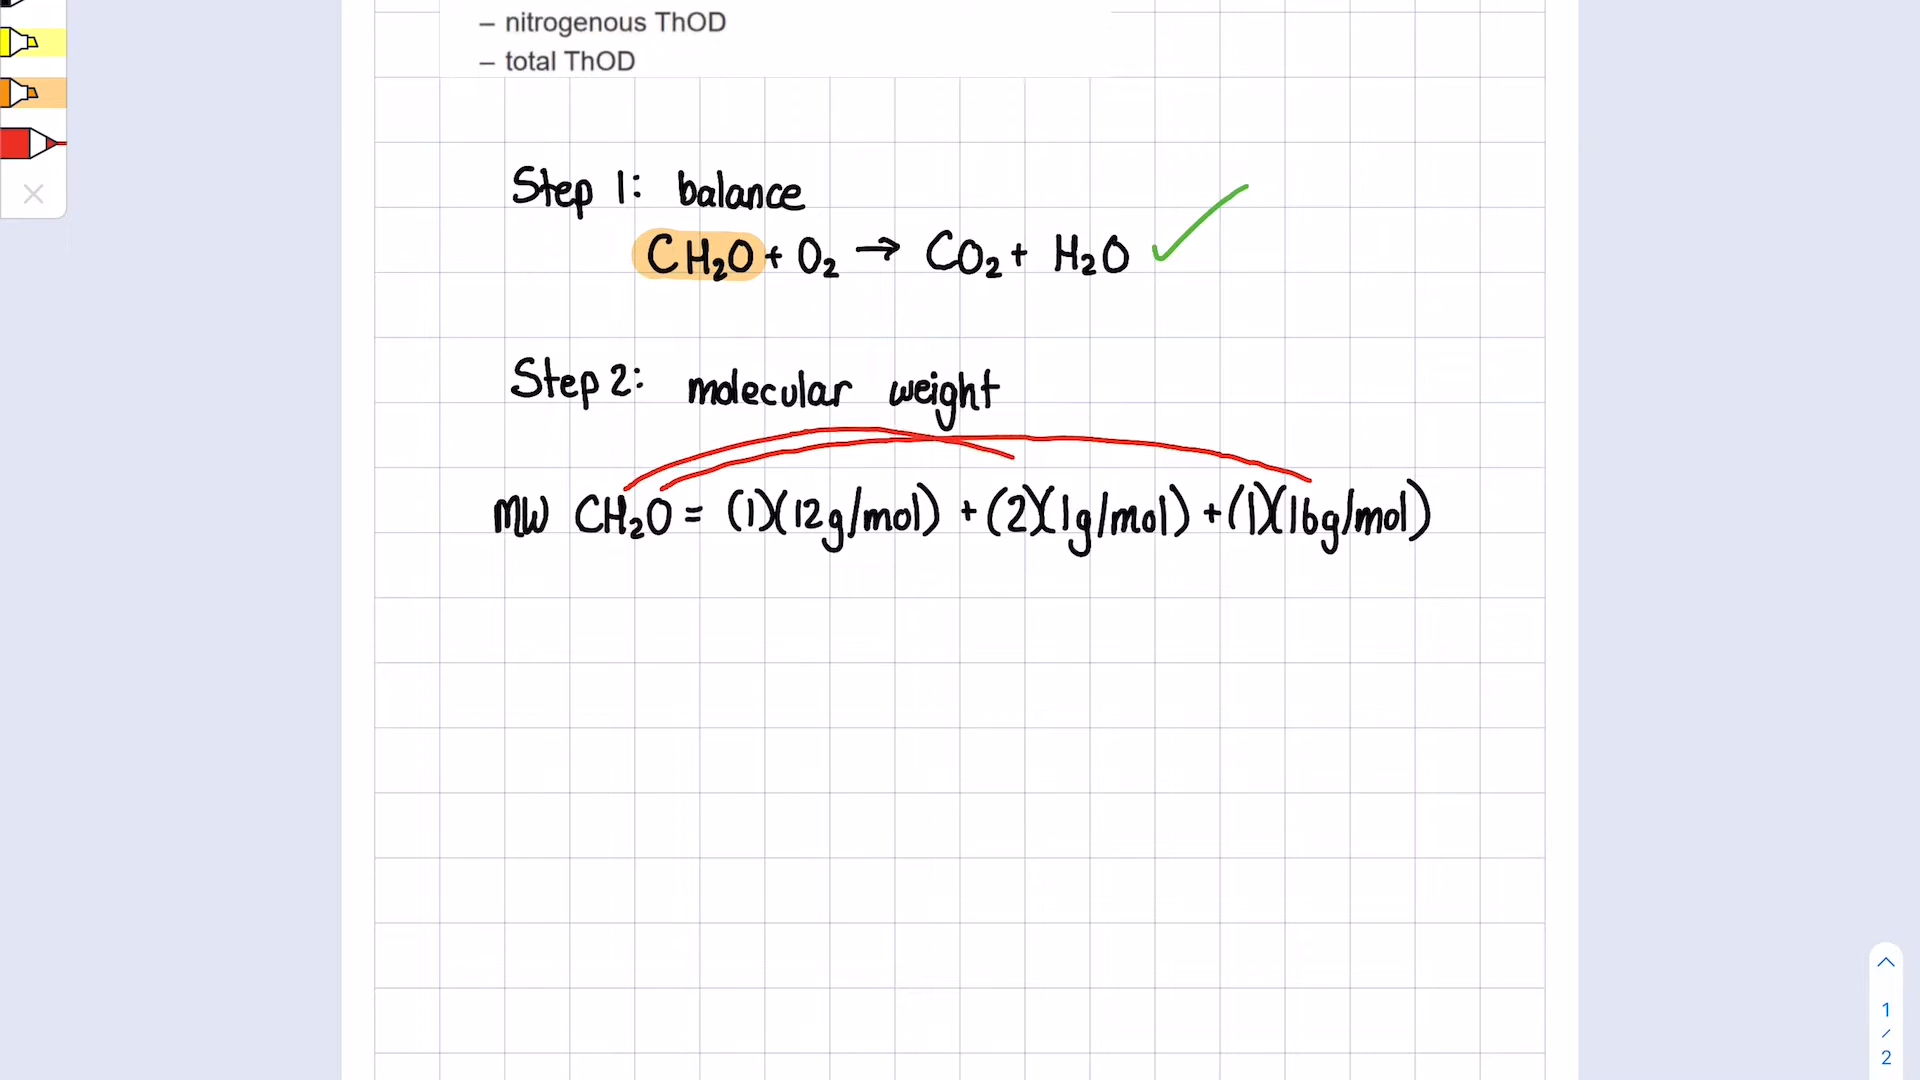 – nitrogenous ThOD
– total ThOD
Step 1: balance
CH₂O + O₂ → CO₂ + H₂O
Step 2: molecular weight
MW CH₂O = (1)(12g/mol) + (2)(1g/mol) + (1)(16g/mol)
1
/
2